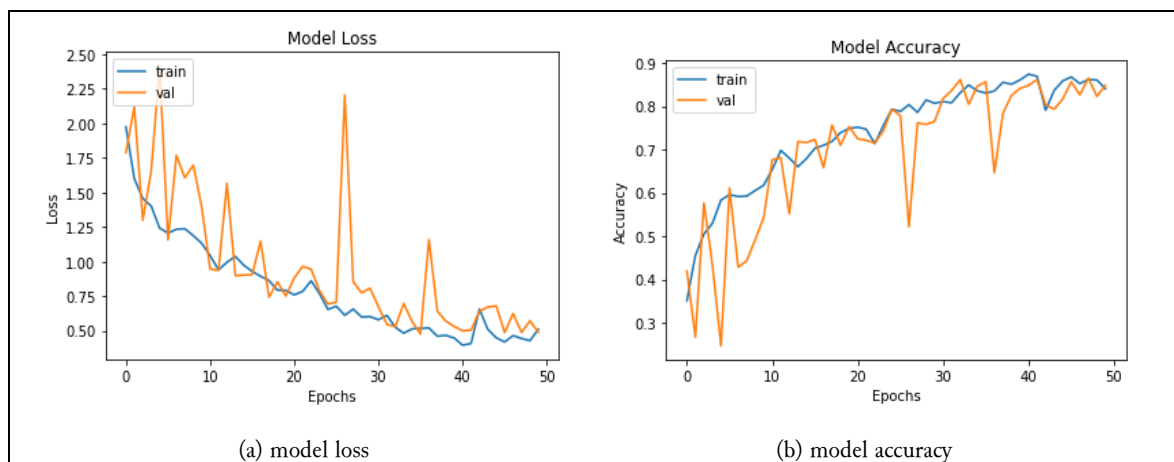 Model Loss
2.50
2.25
2.00
1.75
1.50
1.25
1.00
0.75
0.50
Loss
train
val
0 10 20 30 40 50
Epochs
(a) model loss
Model Accuracy
0.9
0.8
0.7
0.6
0.5
0.4
0.3
Accuracy
train
val
0 10 20 30 40 50
Epochs
(b) model accuracy